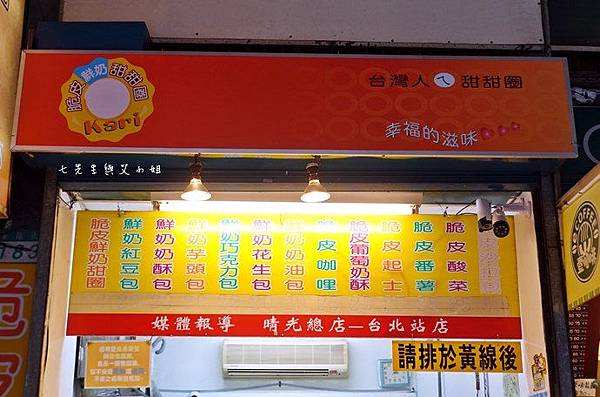 脆皮鮮奶甜甜圈
Kari
台灣人ㄟ甜甜圈
幸福的滋味
七先生與艾小姐
脆皮鮮奶甜圈
鮮奶紅豆包
鮮奶奶酥包
鮮奶芋頭包
鮮奶巧克力包
鮮奶花生包
鮮奶奶油包
脆皮咖哩
脆皮葡萄奶酥
脆皮起士
脆皮番薯
脆皮酸菜
媒體報導 晴光總店—台北站店
請排於黃線後